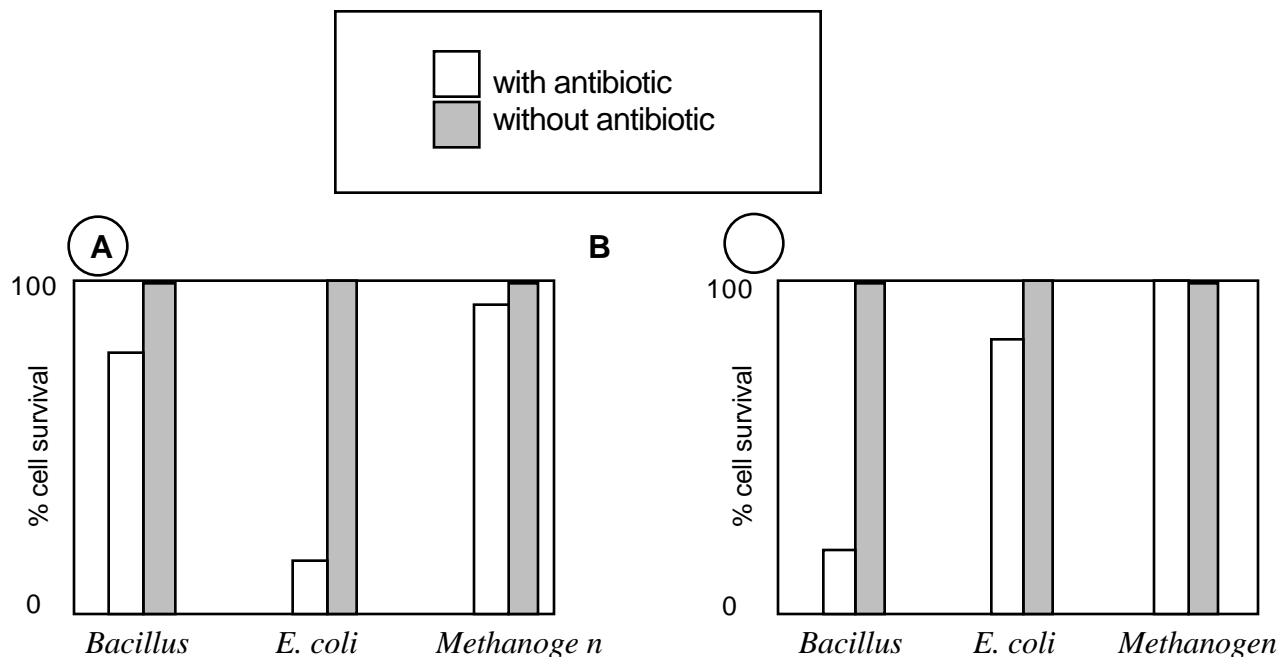 with antibiotic
without antibiotic
A
B
100
% cell survival
0
Bacillus E. coli Methanoge n
100
% cell survival
0
Bacillus E. coli Methanogen